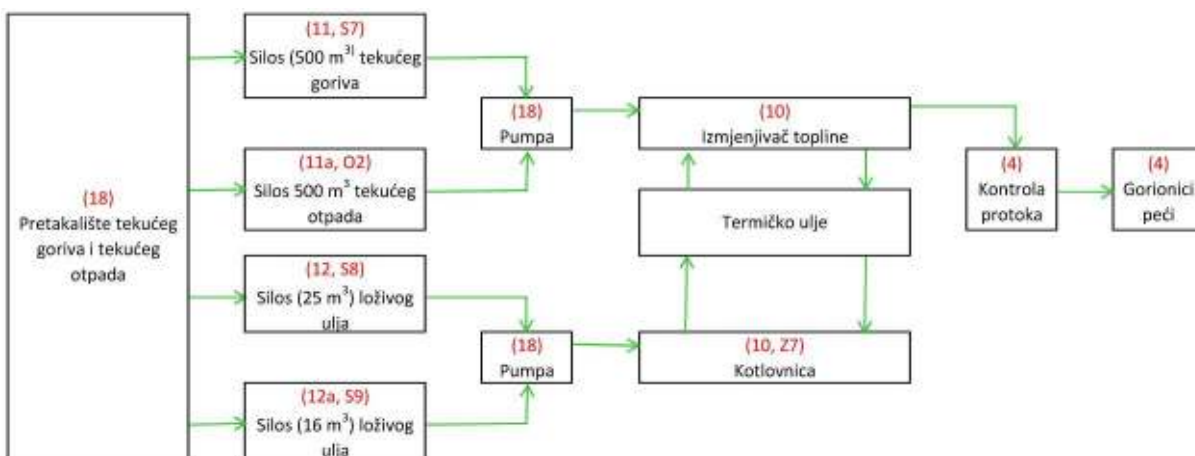 (18)
Pretakalište tekućeg
goriva i tekućeg
otpada
(11, S7)
Silos (500 m³⁾ tekućeg
goriva
(11a, O2)
Silos 500 m³ tekućeg
otpada
(12, S8)
Silos (25 m³) loživog
ulja
(12a, S9)
Silos (16 m³) loživog
ulja
(18)
Pumpa
(18)
Pumpa
(10)
Izmjenjivač topline
Termičko ulje
(10, Z7)
Kotlovnica
(4)
Kontrola
protoka
(4)
Gorionici
peći